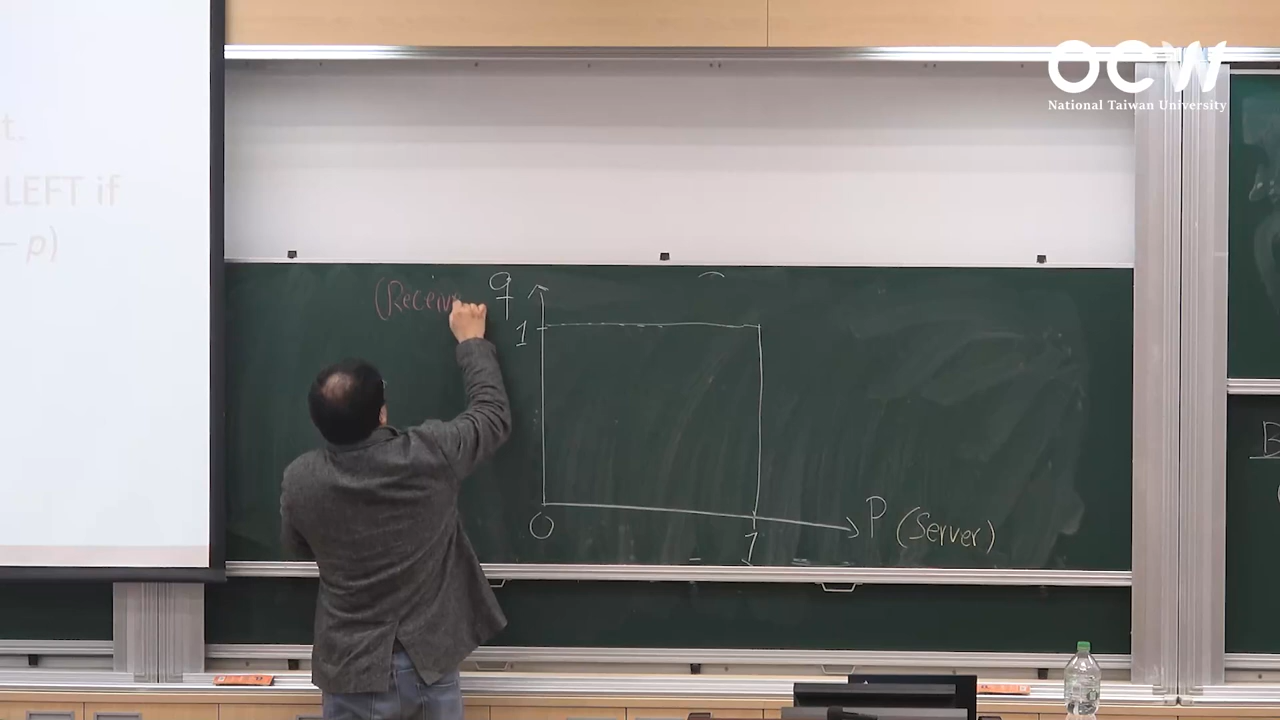 OCW
National Taiwan University
t.
LEFT if
– p)
(Receiv
q
1
0
1
P (Server)
B